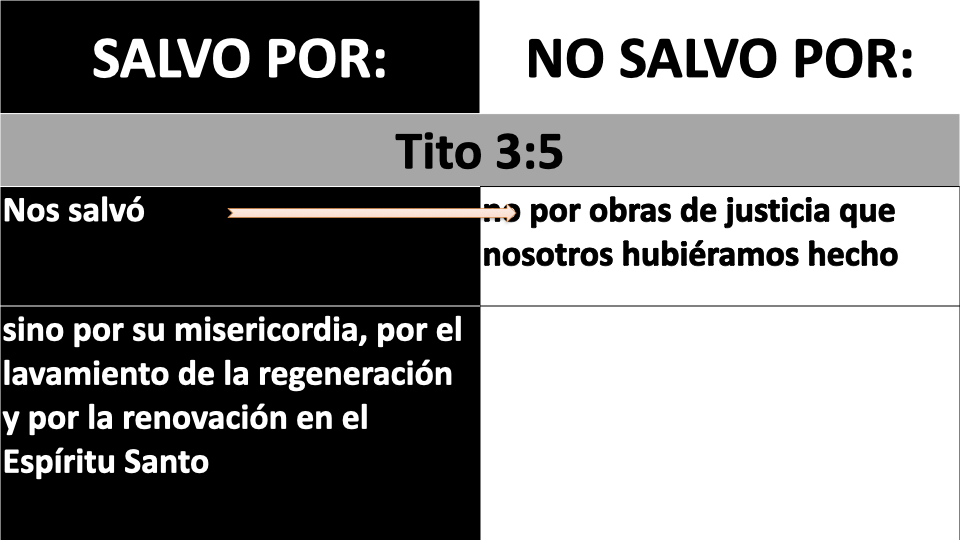 SALVO POR:
NO SALVO POR:
Tito 3:5
Nos salvó
no por obras de justicia que
nosotros hubiéramos hecho
sino por su misericordia, por el
lavamiento de la regeneración
y por la renovación en el
Espíritu Santo